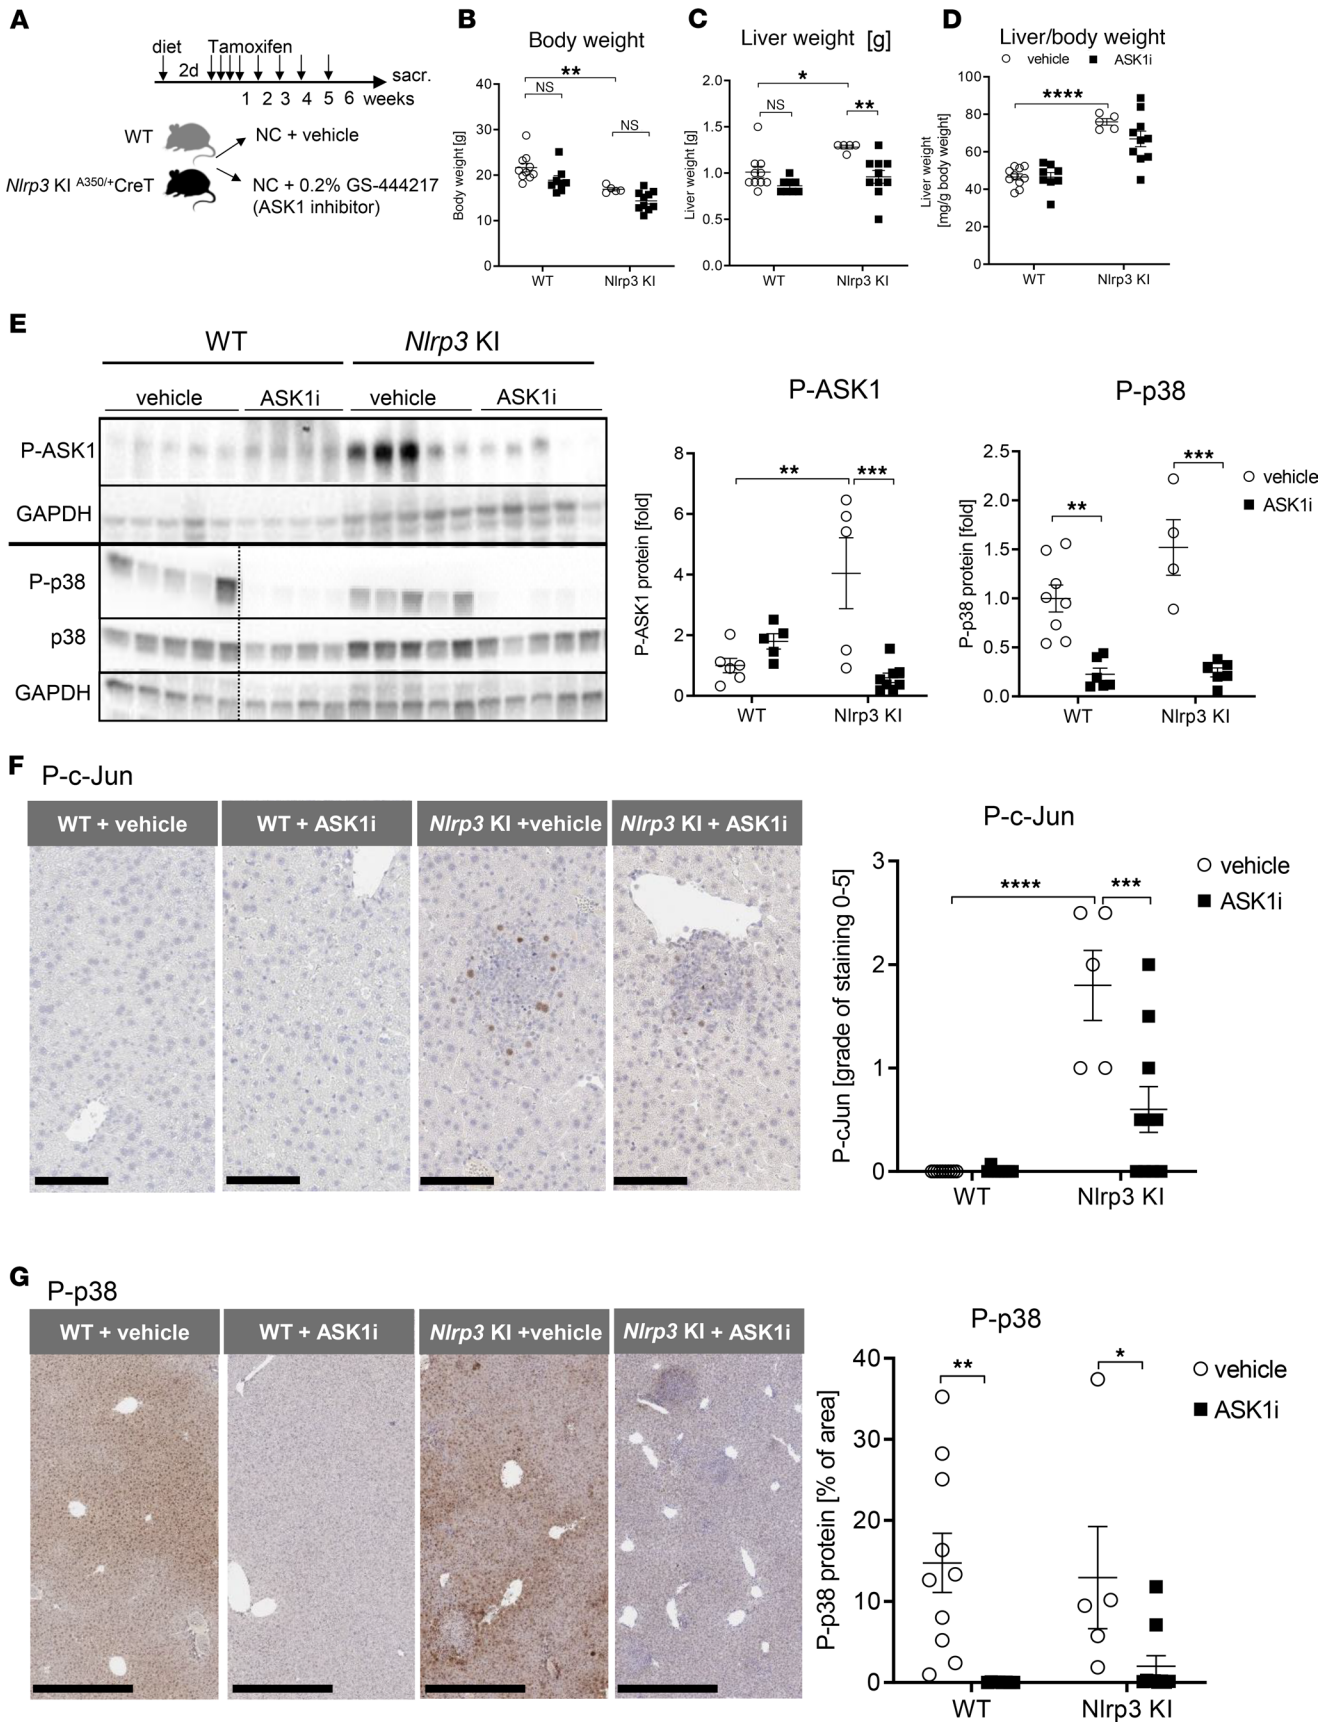 A
diet Tamoxifen
2d
sacr.
1 2 3 4 5 6 weeks
WT
NC + vehicle
Nlrp3 KI A350/+CreT
NC + 0.2% GS-444217
(ASK1 inhibitor)
B
Body weight
**
NS
NS
Body weight [g]
40
30
20
10
0
WT Nlrp3 KI
C
Liver weight [g]
*
NS
**
Liver weight [g]
2.0
1.5
1.0
0.5
0.0
WT Nlrp3 KI
D
Liver/body weight
vehicle ASK1i
****
Liver weight
[mg/g body weight]
100
80
60
40
20
0
WT Nlrp3 KI
E
WT Nlrp3 KI
vehicle ASK1i vehicle ASK1i
P-ASK1
GAPDH
P-p38
p38
GAPDH
P-ASK1
P-ASK1 protein [fold]
8
6
4
2
0
** ***
WT Nlrp3 KI
P-p38
P-p38 protein [fold]
2.5
2.0
1.5
1.0
0.5
0.0
** ***
WT Nlrp3 KI
vehicle
ASK1i
F
P-c-Jun
WT + vehicle WT + ASK1i Nlrp3 KI +vehicle Nlrp3 KI + ASK1i
P-c-Jun
P-cJun [grade of staining 0-5]
3
2
1
0
**** ***
WT Nlrp3 KI
vehicle
ASK1i
G
P-p38
WT + vehicle WT + ASK1i Nlrp3 KI +vehicle Nlrp3 KI + ASK1i
P-p38
P-p38 protein [% of area]
40
30
20
10
0
** *
WT Nlrp3 KI
vehicle
ASK1i